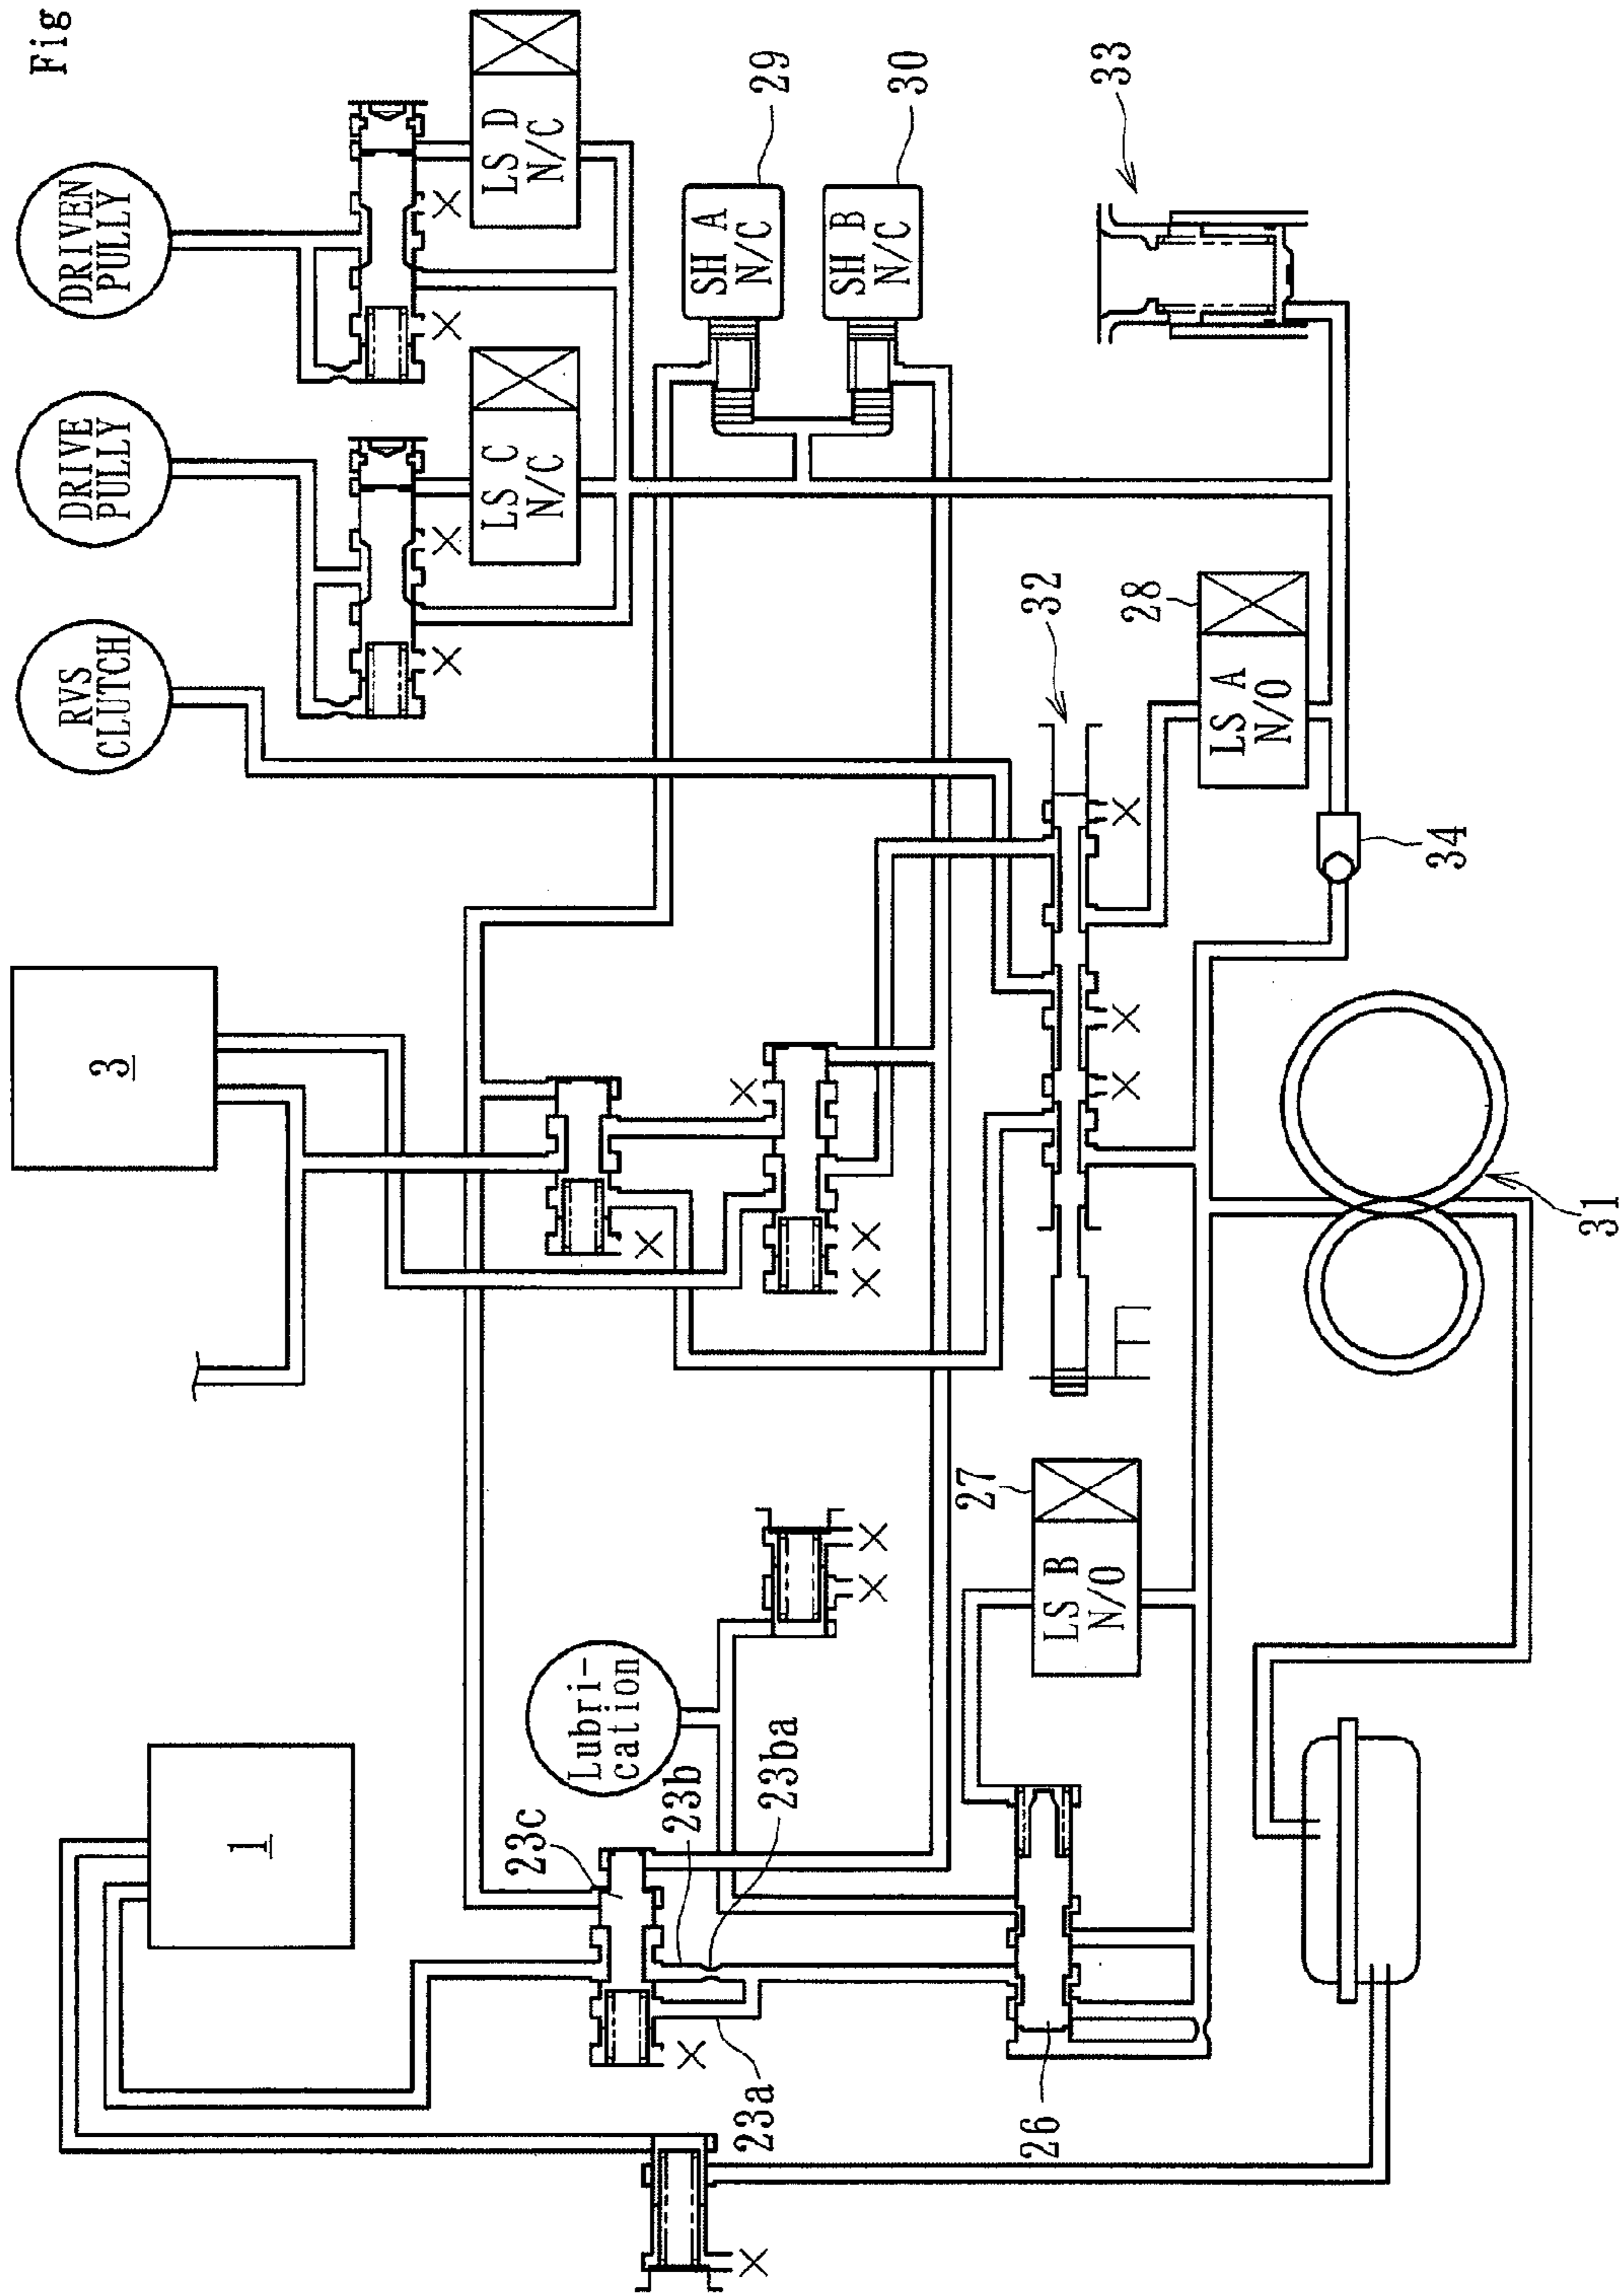 Fig
DRIVEN
PULLY
DRIVE
PULLY
RVS
CLUTCH
LS D
N/C
LS C
N/C
SH A
N/C
29
SH B
N/C
30
33
3
32
28
LS A
N/O
34
31
1
Lubri-
cation
27
LS B
N/O
23c
23b
23ba
23a
26